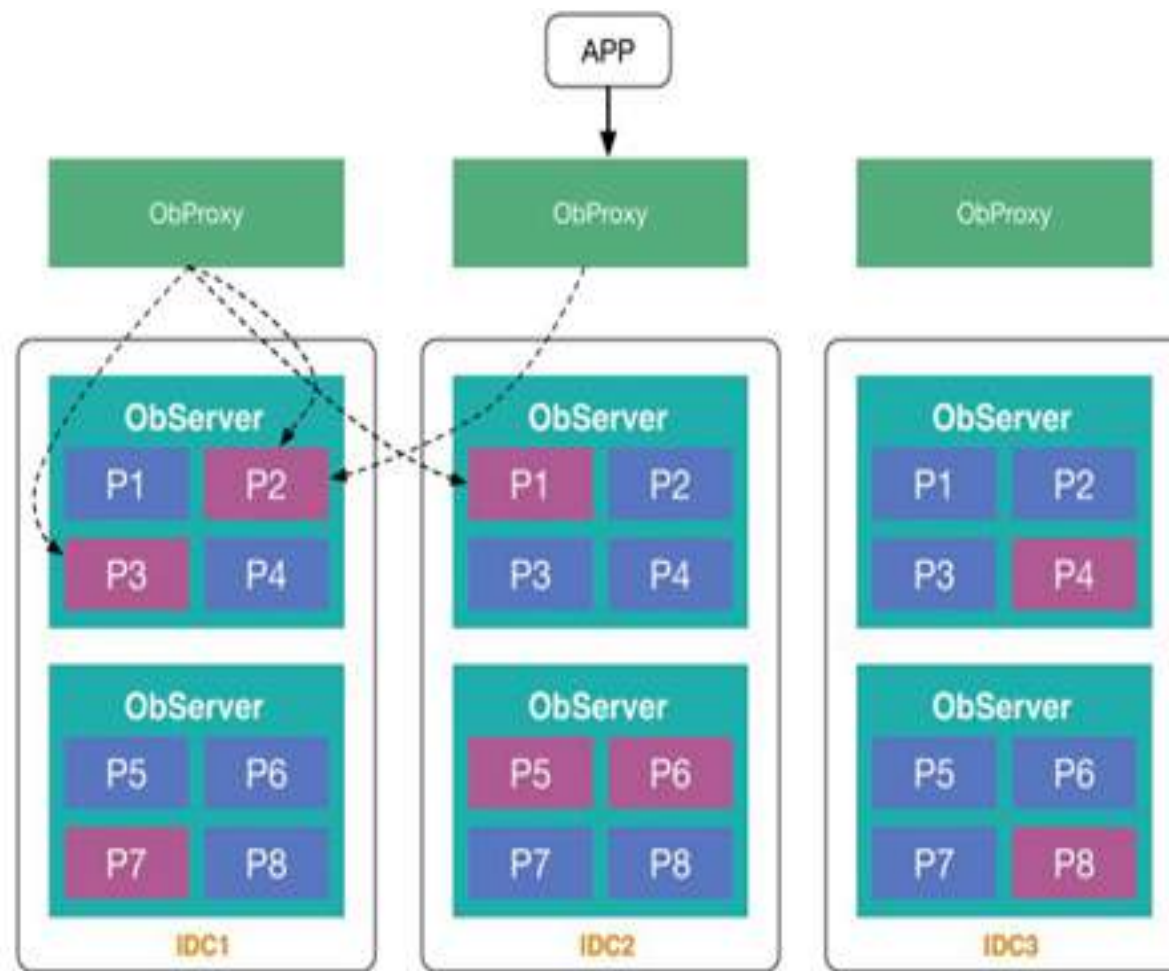 APP
ObProxy ObProxy ObProxy
ObServer ObServer ObServer
P1 P2 P1 P2 P1 P2
P3 P4 P3 P4 P3 P4
ObServer ObServer ObServer
P5 P6 P5 P6 P5 P6
P7 P8 P7 P8 P7 P8
IDC1 IDC2 IDC3